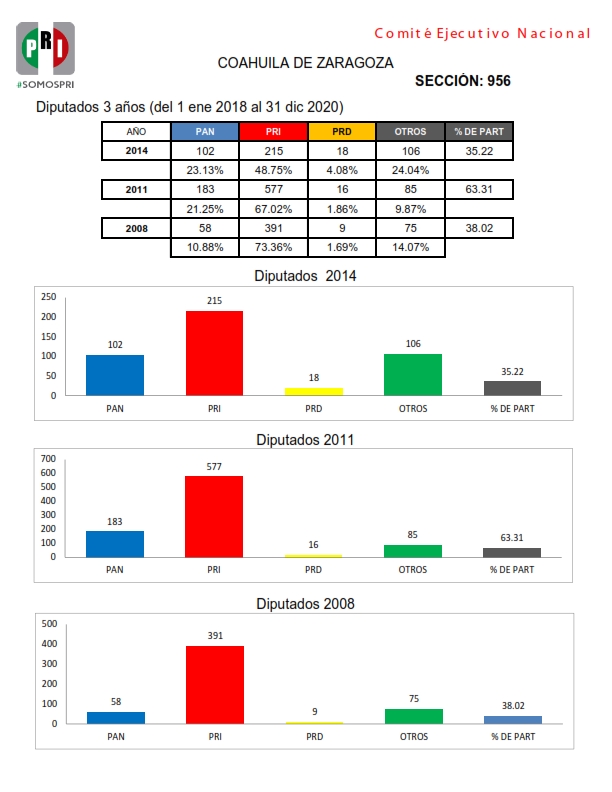 Comité Ejecutivo Nacional
PRI
#SOMOSPRI
COAHUILA DE ZARAGOZA
SECCIÓN: 956
Diputados 3 años (del 1 ene 2018 al 31 dic 2020)
AÑO PAN PRI PRD OTROS % DE PART
2014 102 215 18 106 35.22
23.13% 48.75% 4.08% 24.04%
2011 183 577 16 85 63.31
21.25% 67.02% 1.86% 9.87%
2008 58 391 9 75 38.02
10.88% 73.36% 1.69% 14.07%
Diputados 2014
250
200
150
100
50
0
102 215 18 106 35.22
PAN PRI PRD OTROS % DE PART
Diputados 2011
700
600
500
400
300
200
100
0
183 577 16 85 63.31
PAN PRI PRD OTROS % DE PART
Diputados 2008
500
400
300
200
100
0
58 391 9 75 38.02
PAN PRI PRD OTROS % DE PART